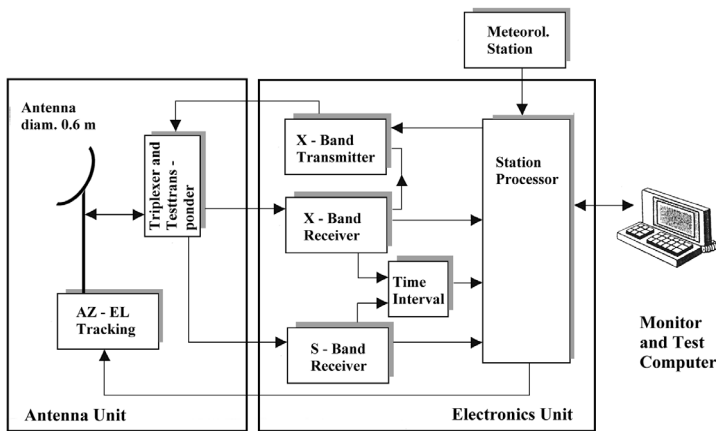 Meteorol.
Station
Antenna
diam. 0.6 m
Triplexer and
Testtrans -
ponder
X - Band
Transmitter
Station
Processor
X - Band
Receiver
Time
Interval
AZ - EL
Tracking
S - Band
Receiver
Monitor
and Test
Computer
Antenna Unit
Electronics Unit